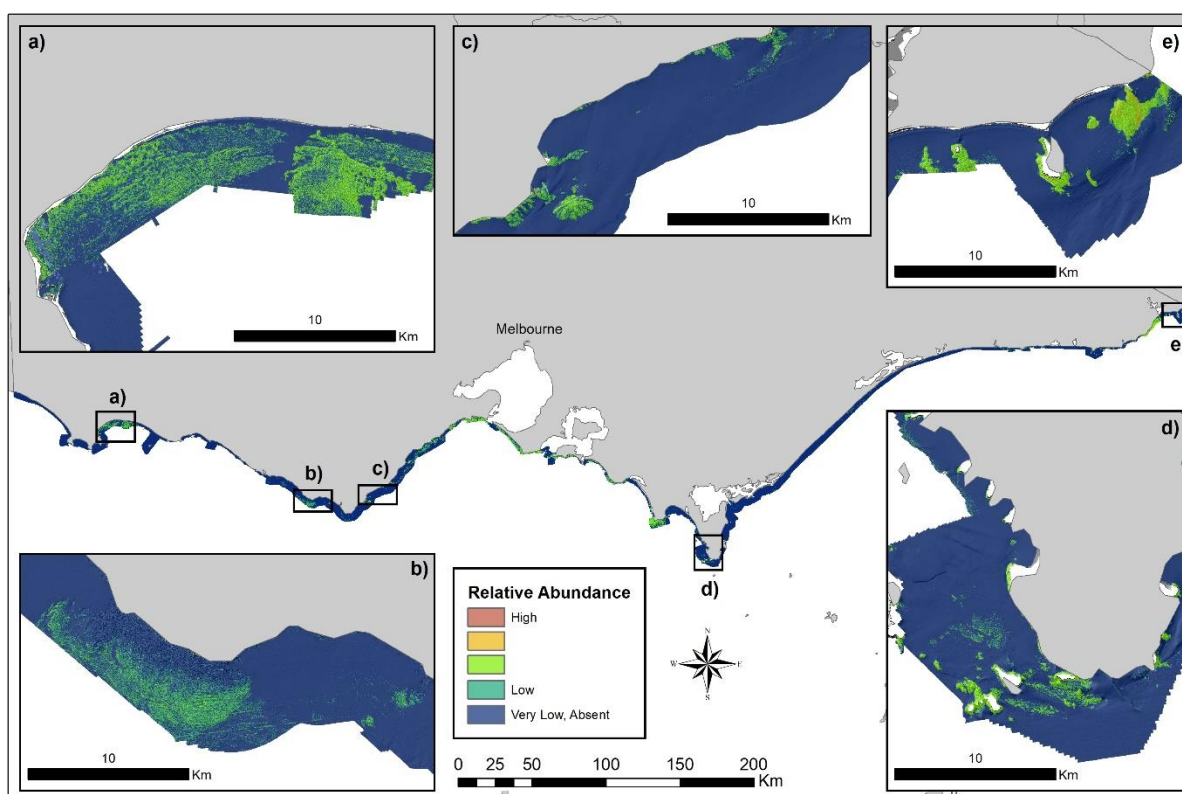 a)
10
Km
c)
10
Km
e)
10
Km
Melbourne
a)
b)
c)
d)
e)
b)
10
Km
Relative Abundance
High
Low
Very Low, Absent
N
W
E
S
0 25 50 100 150 200
Km
d)
10
Km